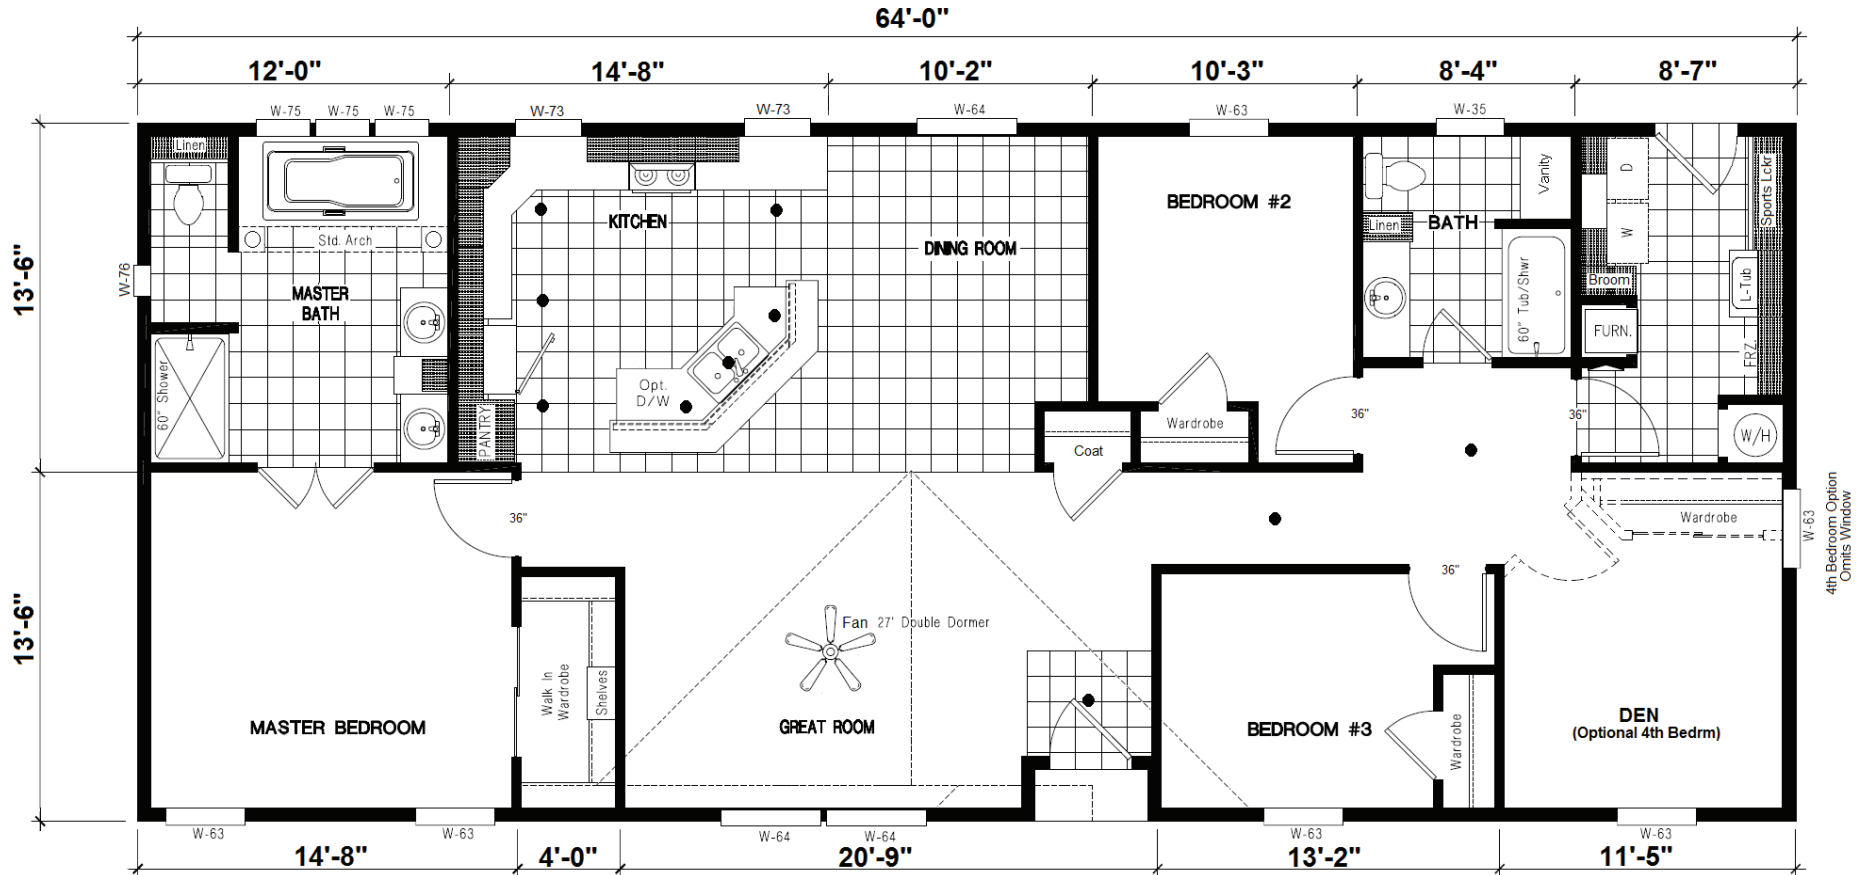 64'-0"
12'-0"
14'-8"
10'-2"
10'-3"
8'-4"
8'-7"
W-75
W-75
W-75
W-73
W-73
W-64
W-63
W-35
Linen
Std. Arch
MASTER
BATH
W-76
60" Shower
13'-6"
KITCHEN
DINING ROOM
Opt.
D/W
PANTRY
BEDROOM #2
Wardrobe
Coat
36"
BATH
Linen
Vanity
60" Tub/Shwr
D
W
Broom
FURN.
Sports Lckr
L-Tub
FRZ.
W/H
36"
13'-6"
36"
MASTER BEDROOM
Walk In
Wardrobe
Shelves
Fan
27' Double Dormer
GREAT ROOM
36"
BEDROOM #3
Wardrobe
Wardrobe
DEN
(Optional 4th Bedrm)
W-63
4th Bedroom Option
Omits Window
W-63
W-63
W-64
W-64
W-63
W-63
14'-8"
4'-0"
20'-9"
13'-2"
11'-5"